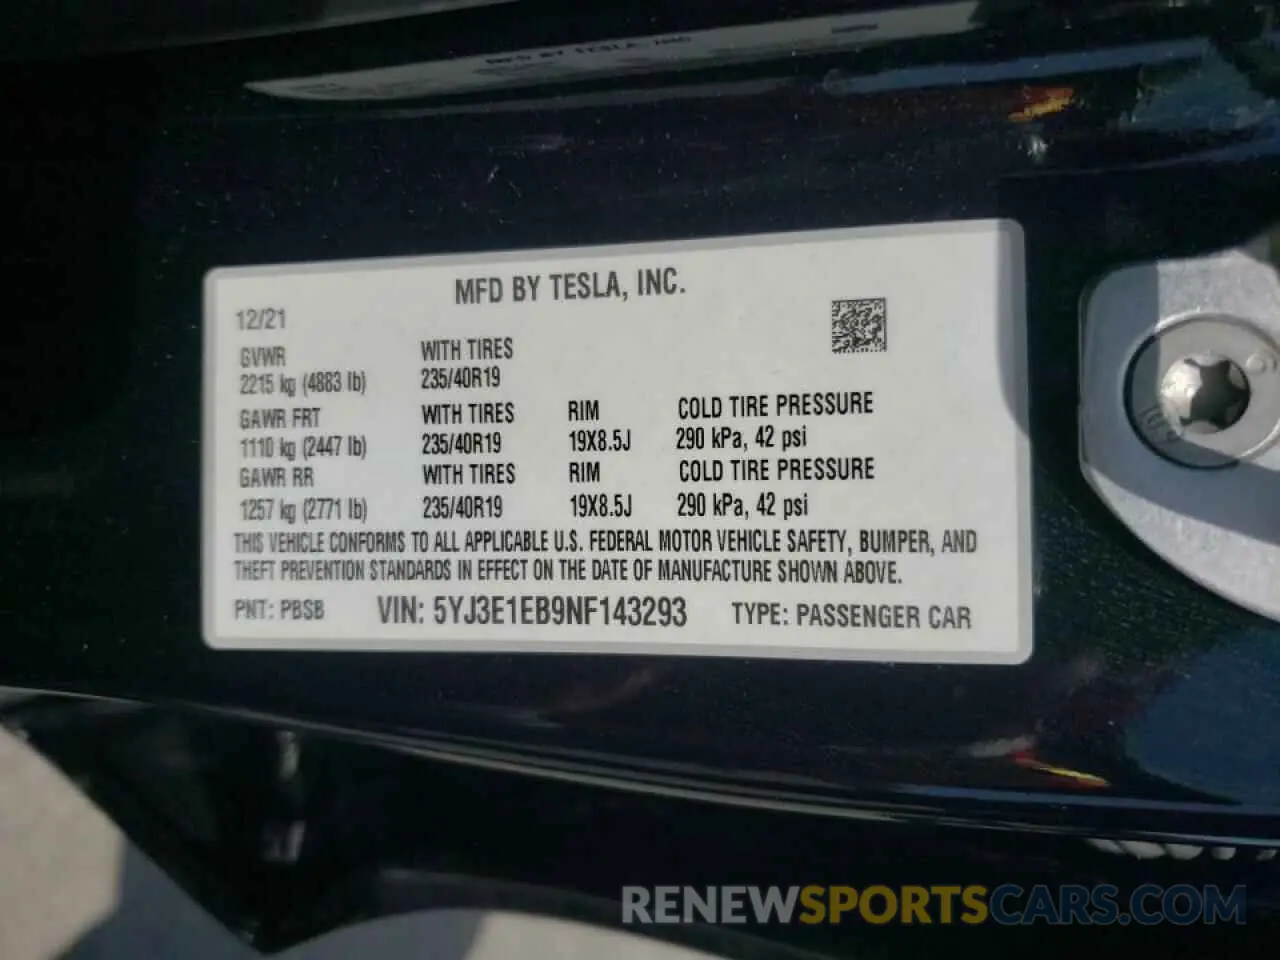 MFD BY TESLA, INC.
12/21
GVWR WITH TIRES
2215 kg (4883 lb) 235/40R19
GAWR FRT WITH TIRES RIM COLD TIRE PRESSURE
1110 kg (2447 lb) 235/40R19 19X8.5J 290 kPa, 42 psi
GAWR RR WITH TIRES RIM COLD TIRE PRESSURE
1257 kg (2771 lb) 235/40R19 19X8.5J 290 kPa, 42 psi
THIS VEHICLE CONFORMS TO ALL APPLICABLE U.S. FEDERAL MOTOR VEHICLE SAFETY, BUMPER, AND
THEFT PREVENTION STANDARDS IN EFFECT ON THE DATE OF MANUFACTURE SHOWN ABOVE.
PNT: PBSB VIN: 5YJ3E1EB9NF143293 TYPE: PASSENGER CAR
RENEWSPORTSCARS.COM